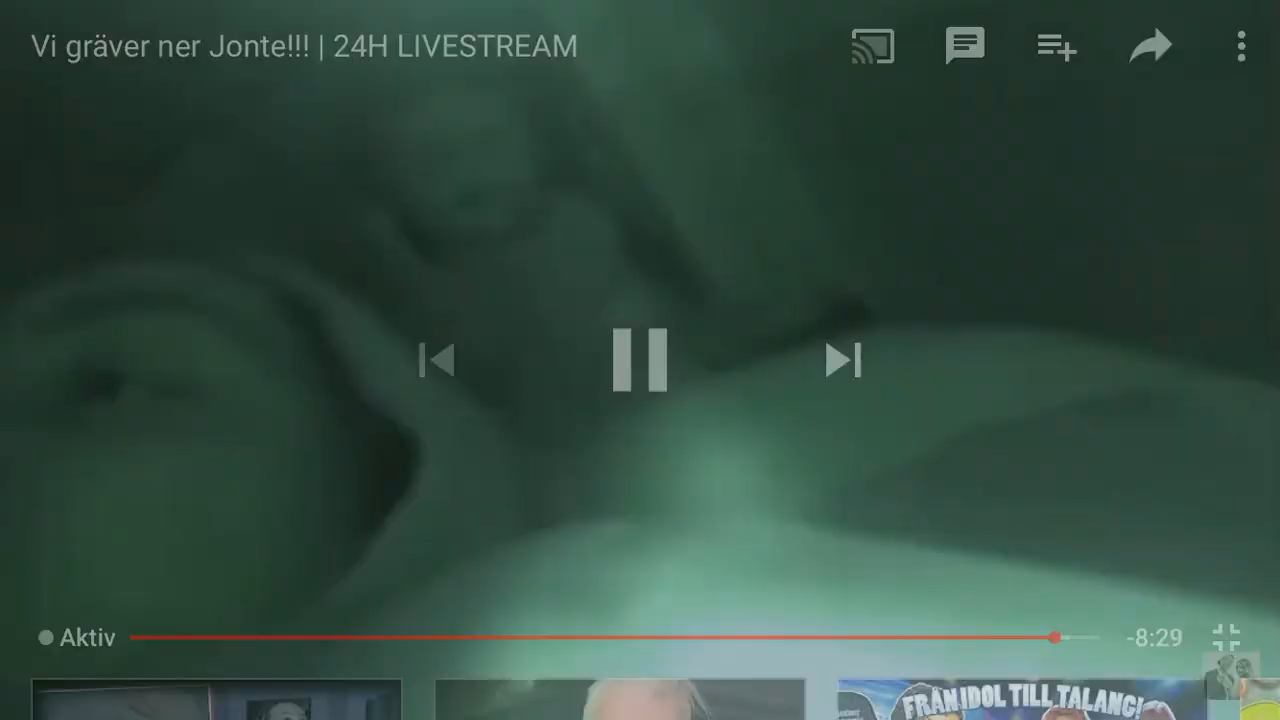 Vi gräver ner Jonte!!! | 24H LIVESTREAM
Aktiv
-8:29
FRÅN IDOL TILL TALANG!